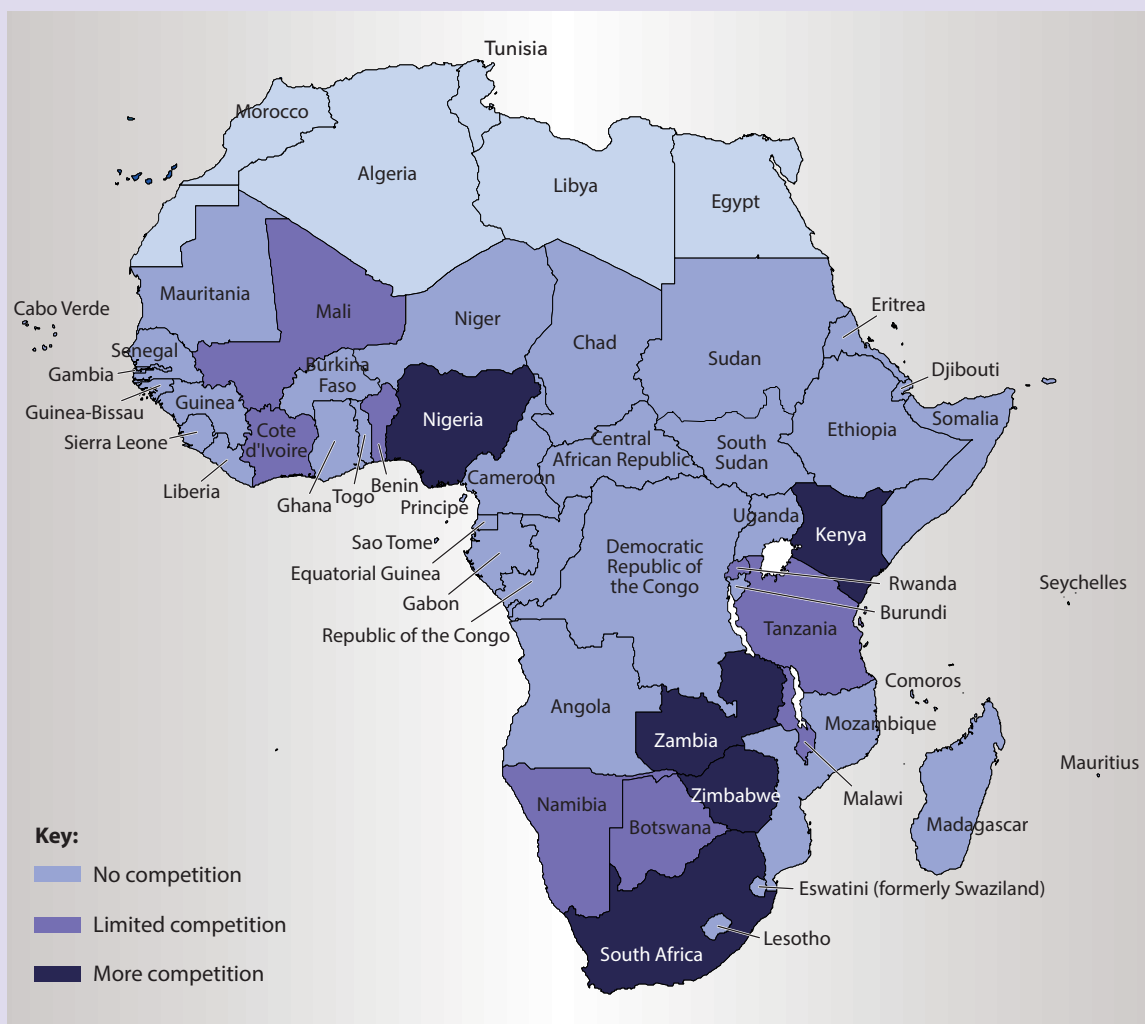 Tunisia
Morocco
Algeria
Libya
Egypt
Mauritania
Mali
Niger
Chad
Sudan
Eritrea
Cabo Verde
Senegal
Gambia
Guinea-Bissau
Guinea
Sierra Leone
Liberia
Cote
d'Ivoire
Burkina
Faso
Ghana
Togo
Benin
Nigeria
Cameroon
Central
African Republic
South
Sudan
Ethiopia
Djibouti
Somalia
Principe
Sao Tome
Equatorial Guinea
Gabon
Republic of the Congo
Democratic
Republic of
the Congo
Uganda
Kenya
Rwanda
Burundi
Tanzania
Seychelles
Comoros
Angola
Zambia
Mozambique
Malawi
Mauritius
Zimbabwe
Namibia
Botswana
Madagascar
Eswatini (formerly Swaziland)
Lesotho
South Africa
Key:
No competition
Limited competition
More competition